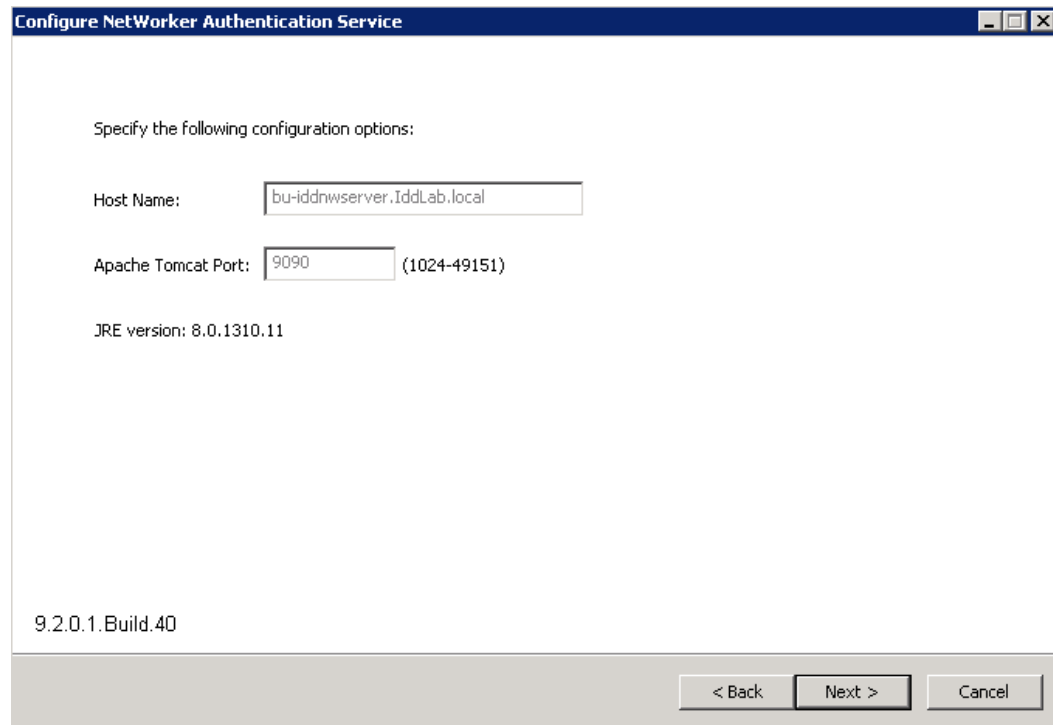 Configure NetWorker Authentication Service
Specify the following configuration options:
Host Name: bu-iddnwserver.IddLab.local
Apache Tomcat Port: 9090 (1024-49151)
JRE version: 8.0.1310.11
9.2.0.1.Build.40
< Back Next > Cancel